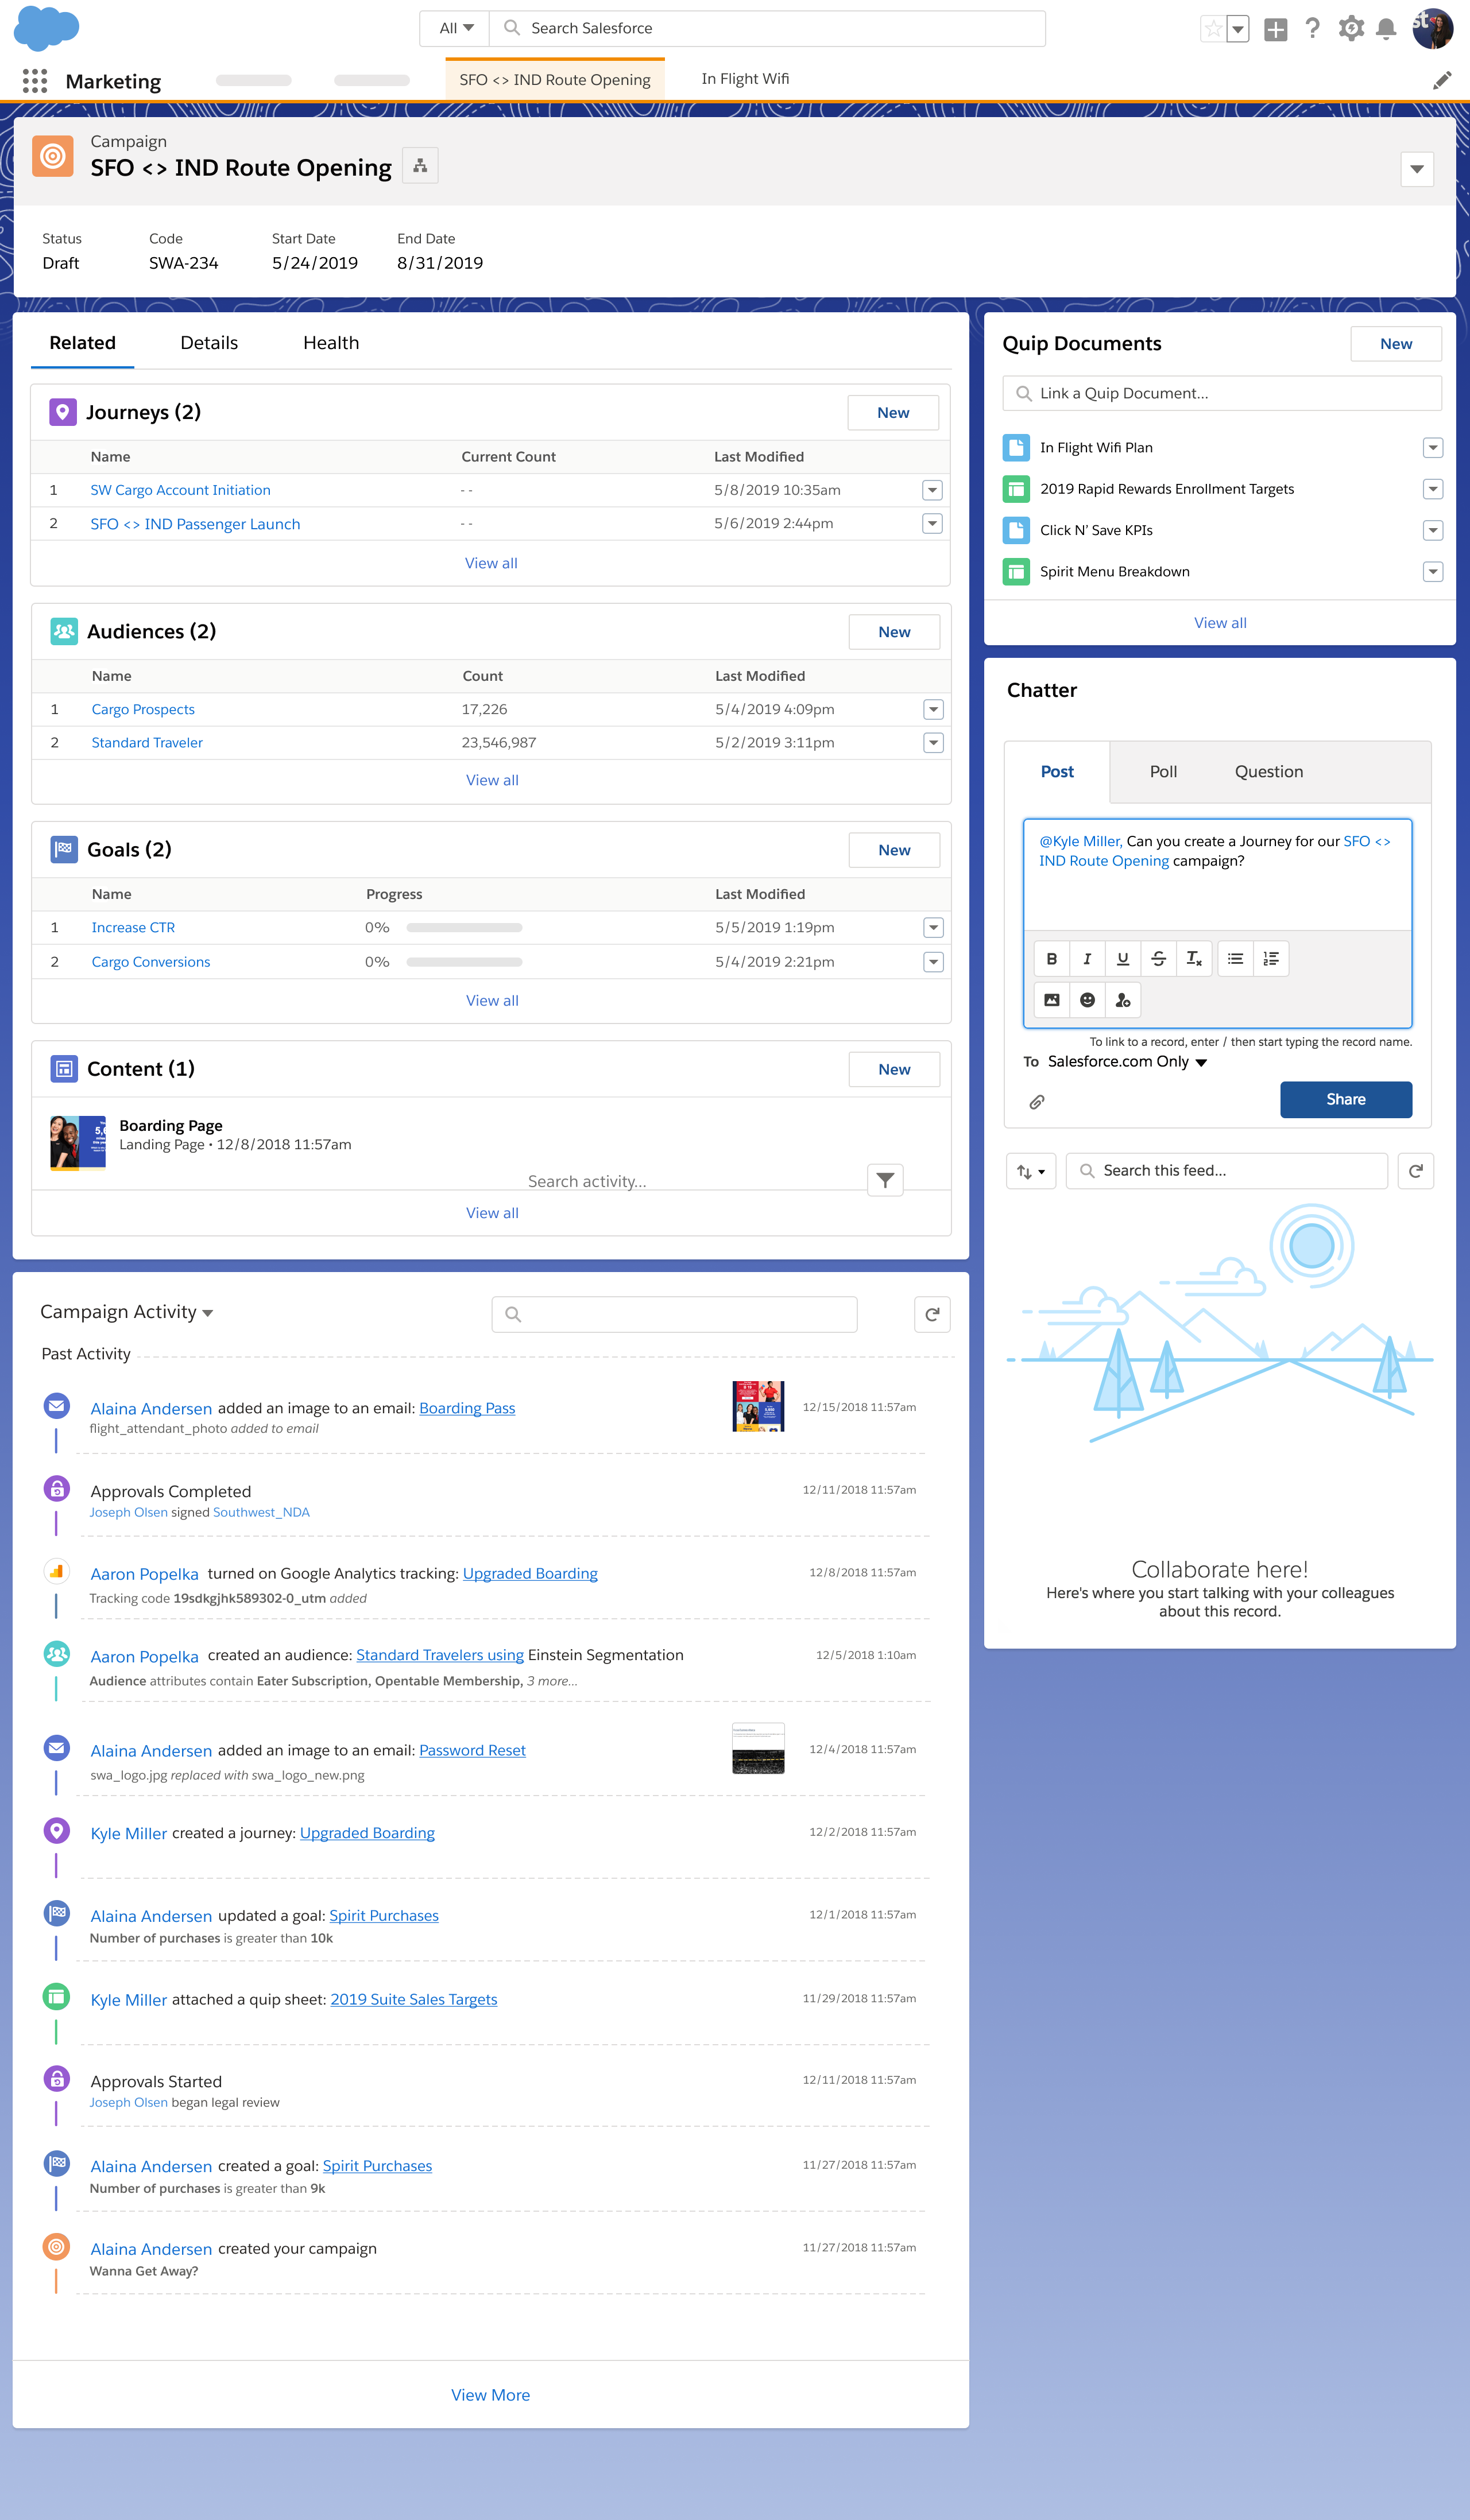 All
Search Salesforce
Marketing
SFO <> IND Route Opening
In Flight Wifi
Campaign
SFO <> IND Route Opening
Status
Code
Start Date
End Date
Draft
SWA-234
5/24/2019
8/31/2019
Related
Details
Health
Journeys (2)
New
Name
Current Count
Last Modified
1
SW Cargo Account Initiation
- -
5/8/2019 10:35am
2
SFO <> IND Passenger Launch
- -
5/6/2019 2:44pm
View all
Audiences (2)
New
Name
Count
Last Modified
1
Cargo Prospects
17,226
5/4/2019 4:09pm
2
Standard Traveler
23,546,987
5/2/2019 3:11pm
View all
Goals (2)
New
Name
Progress
Last Modified
1
Increase CTR
0%
5/5/2019 1:19pm
2
Cargo Conversions
0%
5/4/2019 2:21pm
View all
Content (1)
New
Boarding Page
Landing Page • 12/8/2018 11:57am
Search activity...
View all
Campaign Activity
Past Activity
Alaina Andersen added an image to an email: Boarding Pass
12/15/2018 11:57am
flight_attendant_photo added to email
Approvals Completed
12/11/2018 11:57am
Joseph Olsen signed Southwest_NDA
Aaron Popelka turned on Google Analytics tracking: Upgraded Boarding
12/8/2018 11:57am
Tracking code 19sdkgjhk589302-0_utm added
Aaron Popelka created an audience: Standard Travelers using Einstein Segmentation
12/5/2018 1:10am
Audience attributes contain Eater Subscription, Opentable Membership, 3 more...
Alaina Andersen added an image to an email: Password Reset
12/4/2018 11:57am
swa_logo.jpg replaced with swa_logo_new.png
Kyle Miller created a journey: Upgraded Boarding
12/2/2018 11:57am
Alaina Andersen updated a goal: Spirit Purchases
12/1/2018 11:57am
Number of purchases is greater than 10k
Kyle Miller attached a quip sheet: 2019 Suite Sales Targets
11/29/2018 11:57am
Approvals Started
12/11/2018 11:57am
Joseph Olsen began legal review
Alaina Andersen created a goal: Spirit Purchases
11/27/2018 11:57am
Number of purchases is greater than 9k
Alaina Andersen created your campaign
11/27/2018 11:57am
Wanna Get Away?
View More
Quip Documents
New
Link a Quip Document...
In Flight Wifi Plan
2019 Rapid Rewards Enrollment Targets
Click N’ Save KPIs
Spirit Menu Breakdown
View all
Chatter
Post
Poll
Question
@Kyle Miller, Can you create a Journey for our SFO <>
IND Route Opening campaign?
To link to a record, enter / then start typing the record name.
To Salesforce.com Only
Share
Search this feed...
Collaborate here!
Here's where you start talking with your colleagues
about this record.